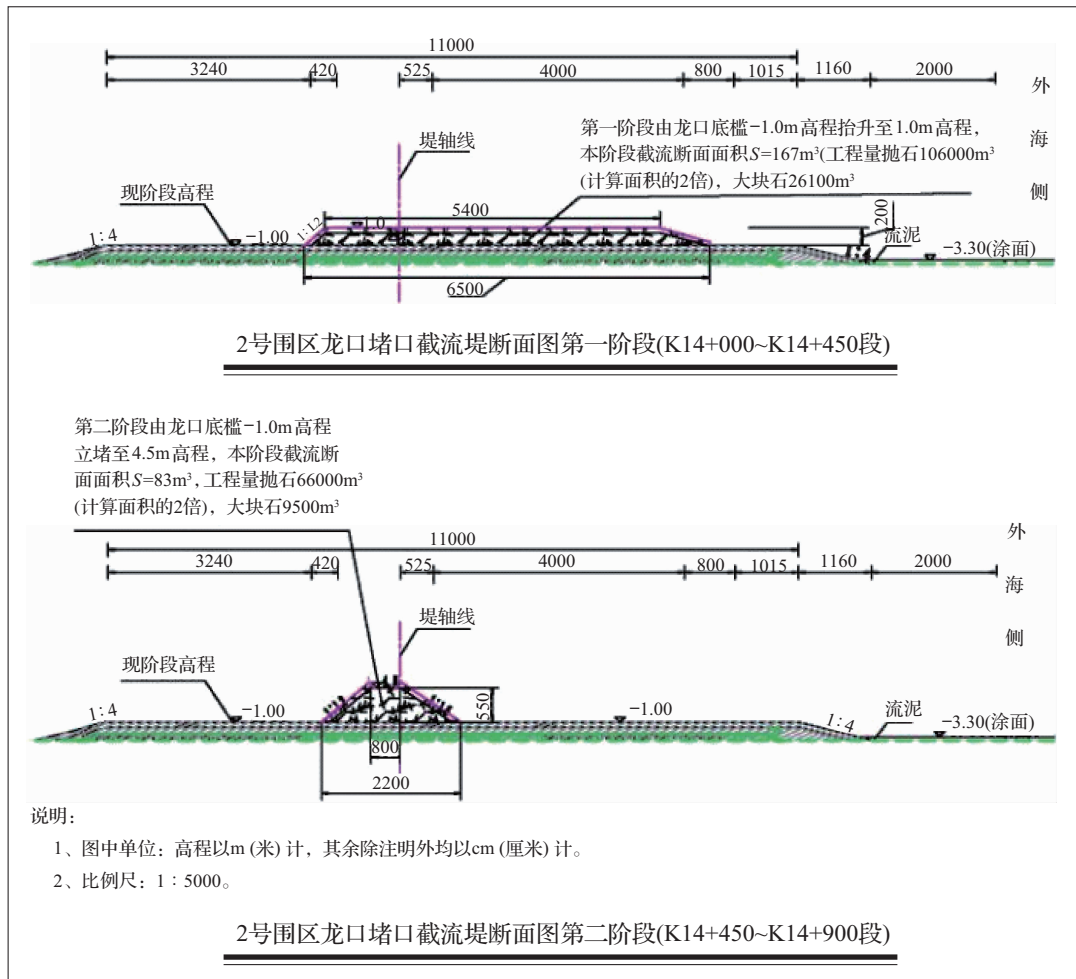 11000
3240 420 525 4000 800 1015 1160 2000
外海侧
第一阶段由龙口底槛-1.0m高程抬升至1.0m高程，
本阶段截流断面面积S=167m³(工程量抛石106000m³
(计算面积的2倍)，大块石26100m³
堤轴线
现阶段高程
5400
200
1:4
-1.00
1:1.2
1.0
流泥
-3.30(涂面)
6500
2号围区龙口堵口截流堤断面图第一阶段(K14+000~K14+450段)
第二阶段由龙口底槛-1.0m高程
立堵至4.5m高程，本阶段截流断
面面积S=83m³,工程量抛石66000m³
(计算面积的2倍)，大块石9500m³
11000
3240 420 525 4000 800 1015 1160 2000
外海侧
堤轴线
现阶段高程
1:4
-1.00
550
-1.00
1:4
流泥
-3.30(涂面)
800
2200
说明：
1、图中单位：高程以m (米) 计，其余除注明外均以cm (厘米) 计。
2、比例尺：1：5000。
2号围区龙口堵口截流堤断面图第二阶段(K14+450~K14+900段)